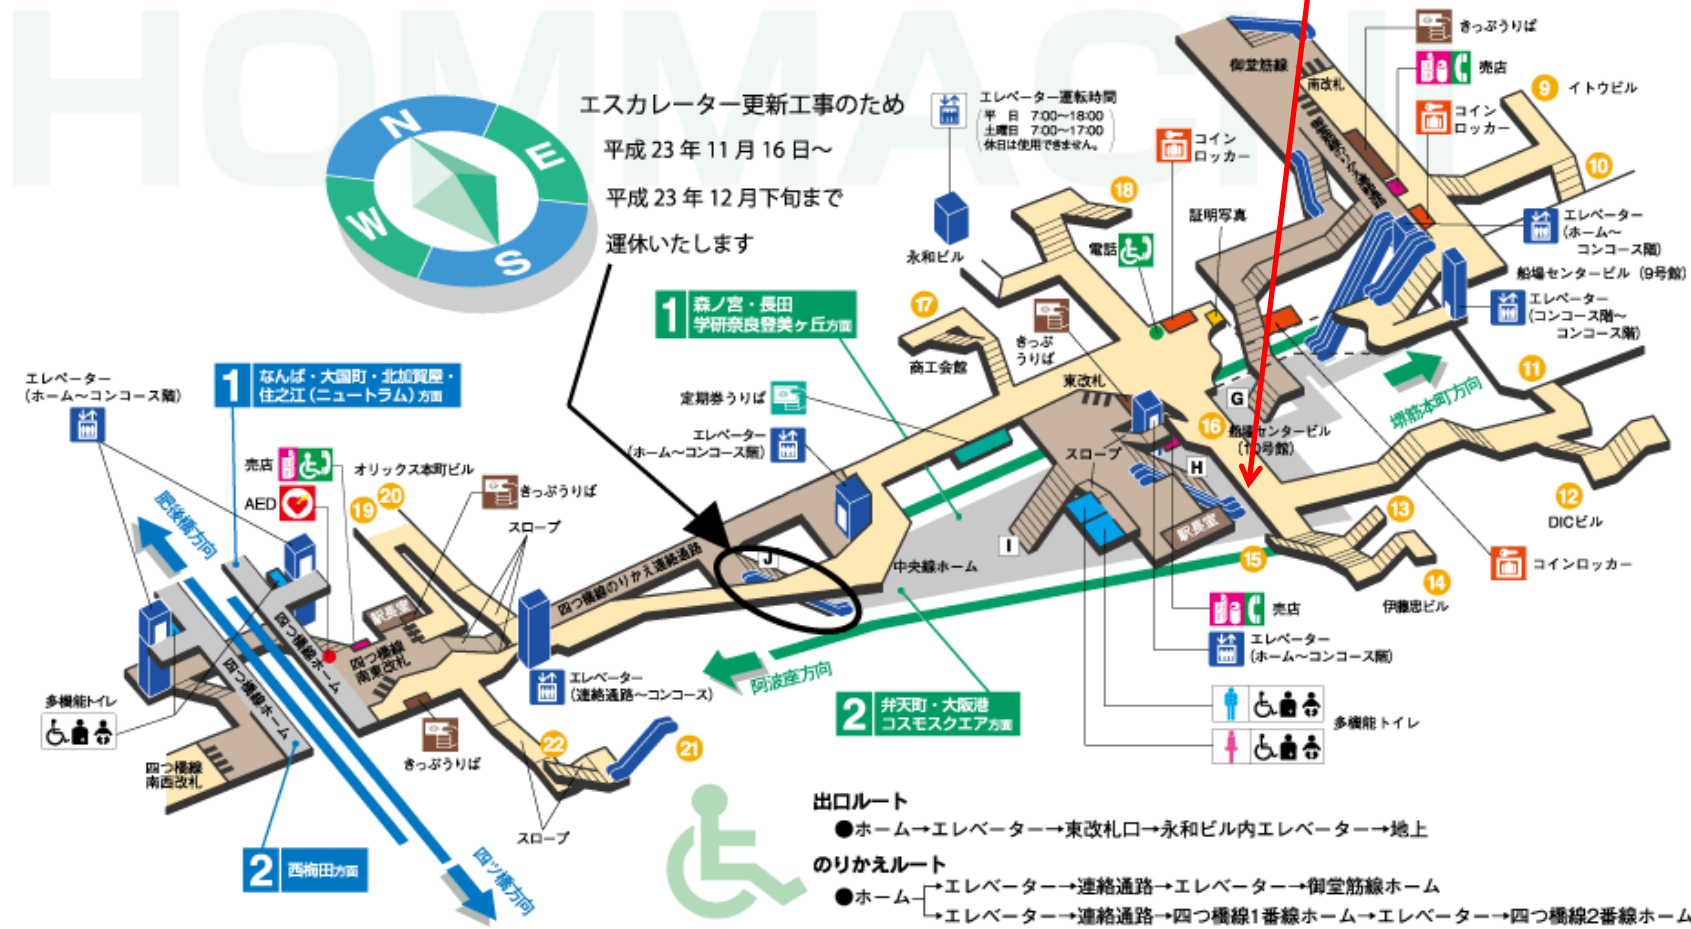 HOMMACHI
N
E
W
S
エスカレーター更新工事のため
平成 23 年 11 月 16 日～
平成 23 年 12 月下旬まで
運休いたします
エレベーター運転時間
平　日　7:00～18:00
土曜日　7:00～17:00
休日は使用できません。
永和ビル
18
17
商工会館
電話
コイン
ロッカー
証明写真
きっぷ
うりば
東改札
御堂筋線
南改札
きっぷうりば
売店
コイン
ロッカー
9 イトウビル
10
エレベーター
(ホーム～
コンコース階)
船場センタービル (9号館)
エレベーター
(コンコース階～
コンコース階)
11
堺筋本町方向
G
16
船場センタービル
(10号館)
12
DICビル
13
14
伊藤忠ビル
15
コインロッカー
1 森ノ宮・長田
学研奈良登美ヶ丘方面
定期券うりば
エレベーター
(ホーム～コンコース階)
スロープ
H
I
駅長室
中央線ホーム
J
四つ橋線のりかえ連絡通路
阿波座方向
2 弁天町・大阪港
コスモスクエア方面
売店
エレベーター
(ホーム～コンコース階)
多機能トイレ
エレベーター
(ホーム～コンコース階)
1 なんば・大国町・北加賀屋・
住之江 (ニュートラム) 方面
売店
AED
オリックス本町ビル
19
20
きっぷうりば
スロープ
肥後橋方向
駅長室
四つ橋線
南東改札
四つ橋線ホーム
四つ橋線ホーム
多機能トイレ
四つ橋線
南西改札
エレベーター
(連絡通路～コンコース)
きっぷうりば
22
21
スロープ
2 西梅田方面
四ツ橋方向
出口ルート
●ホーム→エレベーター→東改札口→永和ビル内エレベーター→地上
のりかえルート
●ホーム→エレベーター→連絡通路→エレベーター→御堂筋線ホーム
→エレベーター→連絡通路→四つ橋線1番線ホーム→エレベーター→四つ橋線2番線ホーム